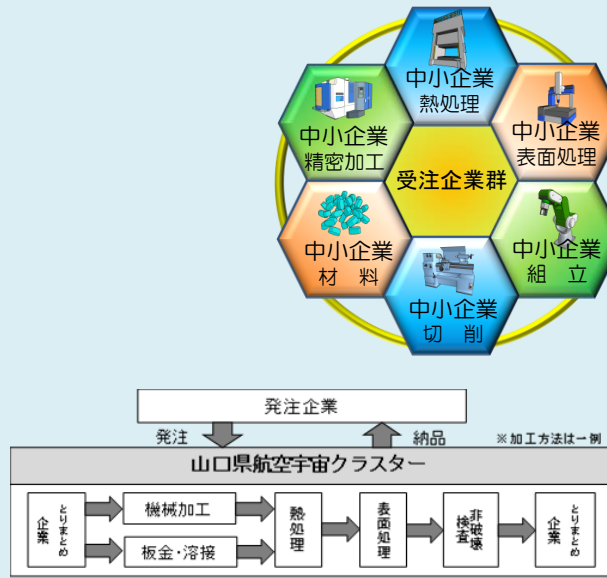 中小企業
熱処理
中小企業
精密加工
中小企業
表面処理
受注企業群
中小企業
材　料
中小企業
組　立
中小企業
切　削
発注企業
発注
納品
※加工方法は一例
山口県航空宇宙クラスター
とりまとめ
企業
機械加工
板金・溶接
熱処理
表面処理
非破壊
検査
とりまとめ
企業